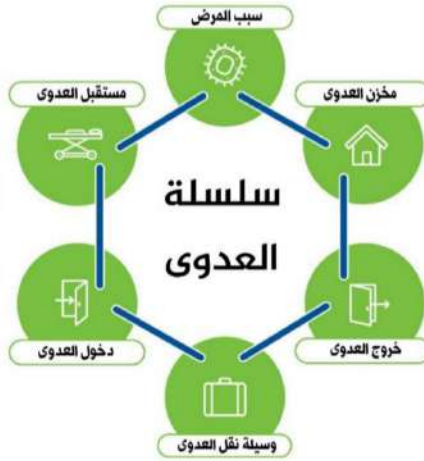 سبب المرض
مخزن العدوى
مستقبل العدوى
سلسلة
العدوى
خروج العدوى
دخول العدوى
وسيلة نقل العدوى